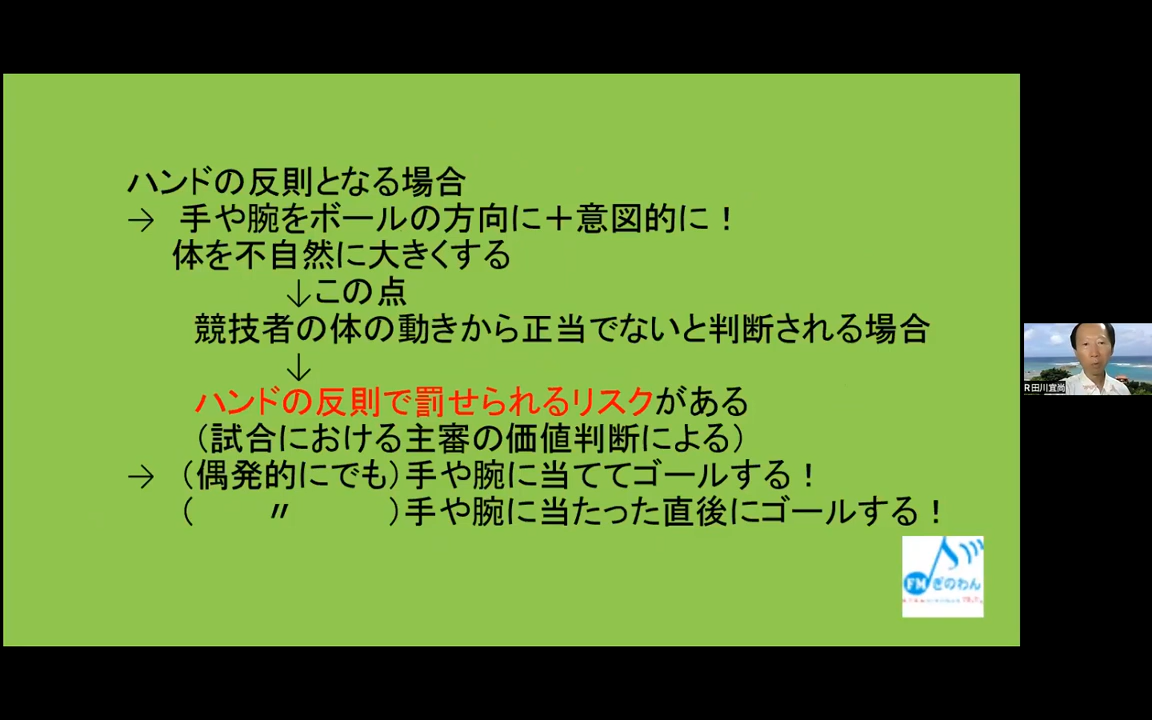 ハンドの反則となる場合
→ 手や腕をボールの方向に＋意図的に！
体を不自然に大きくする
↓この点
競技者の体の動きから正当でないと判断される場合
↓
ハンドの反則で罰せられるリスクがある
（試合における主審の価値判断による）
→ （偶発的にでも）手や腕に当ててゴールする！
（ 〃 ）手や腕に当たった直後にゴールする！
FMぎのわん
R田川宜尚